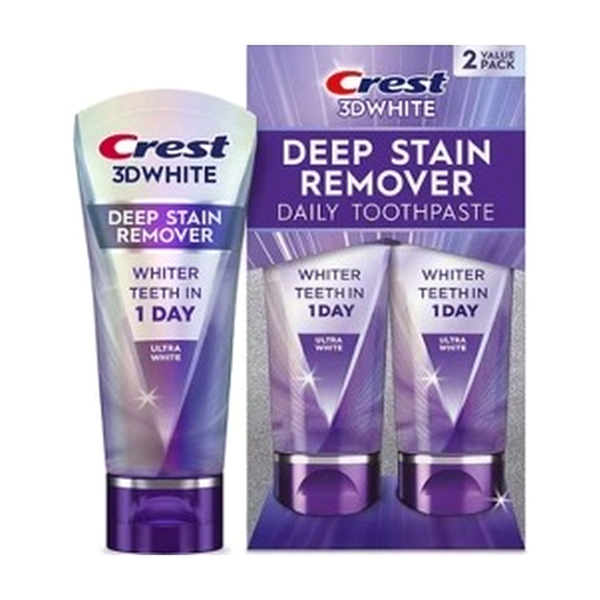 Crest
3DWHITE
DEEP STAIN
REMOVER
WHITER
TEETH IN
1 DAY
ULTRA
WHITE
2 VALUE
PACK
Crest
3DWHITE
DEEP STAIN
REMOVER
DAILY TOOTHPASTE
WHITER
TEETH IN
1 DAY
ULTRA
WHITE
WHITER
TEETH IN
1 DAY
ULTRA
WHITE